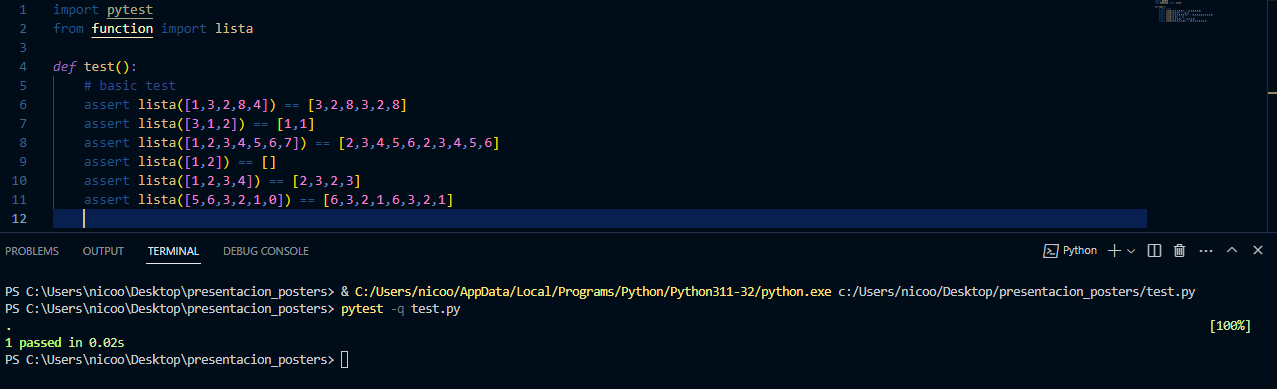 1 import pytest
2 from function import lista
3
4 def test():
5 # basic test
6 assert lista([1,3,2,8,4]) == [3,2,8,3,2,8]
7 assert lista([3,1,2]) == [1,1]
8 assert lista([1,2,3,4,5,6,7]) == [2,3,4,5,6,2,3,4,5,6]
9 assert lista([1,2]) == []
10 assert lista([1,2,3,4]) == [2,3,2,3]
11 assert lista([5,6,3,2,1,0]) == [6,3,2,1,6,3,2,1]
12
PROBLEMS OUTPUT TERMINAL DEBUG CONSOLE Python
PS C:\Users\nicoo\Desktop\presentacion_posters> & C:/Users/nicoo/AppData/Local/Programs/Python/Python311-32/python.exe c:/Users/nicoo/Desktop/presentacion_posters/test.py
PS C:\Users\nicoo\Desktop\presentacion_posters> pytest -q test.py
. [100%]
1 passed in 0.02s
PS C:\Users\nicoo\Desktop\presentacion_posters>